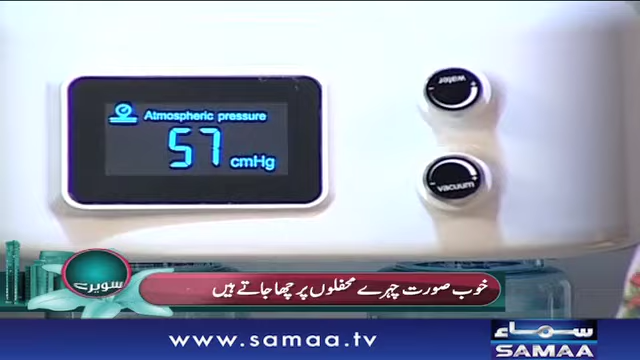 Atmospheric pressure
57 cmHg
water
vacuum
سویرے
خوب صورت چہرے محفلوں پر چھا جاتے ہیں
www.samaa.tv
سماء
SAMAA